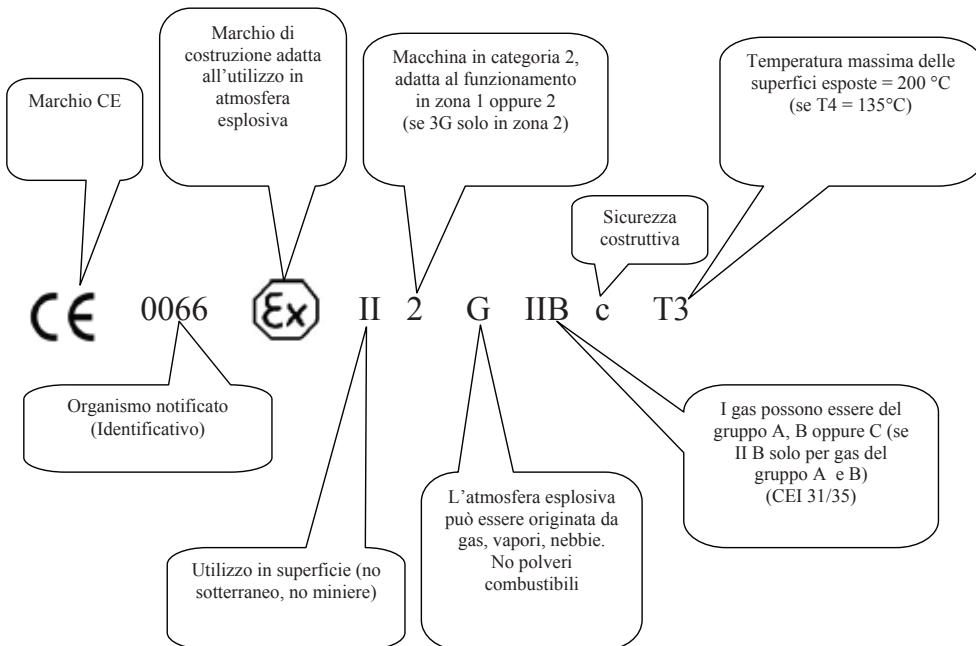 Marchio CE
Marchio di
costruzione adatta
all'utilizzo in
atmosfera
esplosiva
Macchina in categoria 2,
adatta al funzionamento
in zona 1 oppure 2
(se 3G solo in zona 2)
Temperatura massima delle
superfici esposte = 200 °C
(se T4 = 135°C)
Sicurezza
costruttiva
CE 0066 Ex II 2 G IIB c T3
Organismo notificato
(Identificativo)
Utilizzo in superficie (no
sotterraneo, no miniere)
L'atmosfera esplosiva
può essere originata da
gas, vapori, nebbie.
No polveri
combustibili
I gas possono essere del
gruppo A, B oppure C (se
II B solo per gas del
gruppo A e B)
(CEI 31/35)